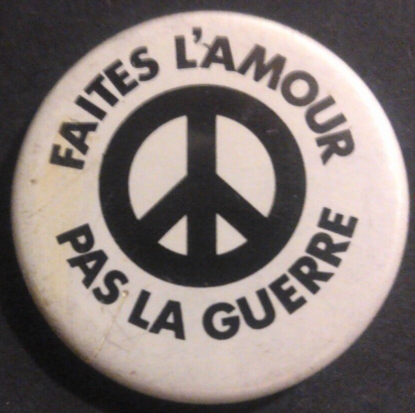 FAITES L'AMOUR
PAS LA GUERRE